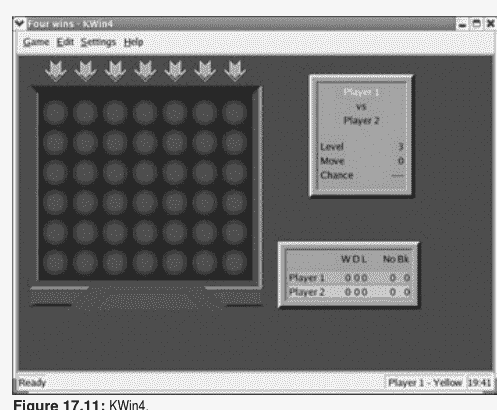 Four wins - KWin4
Game Edit Settings Help
Player 1
vs
Player 2
Level 3
Move 0
Chance ----
W D L No Bk
Player 1 0 0 0 0 0
Player 2 0 0 0 0 0
Ready Player 1 - Yellow 19:41
Figure 17.11: KWin4.